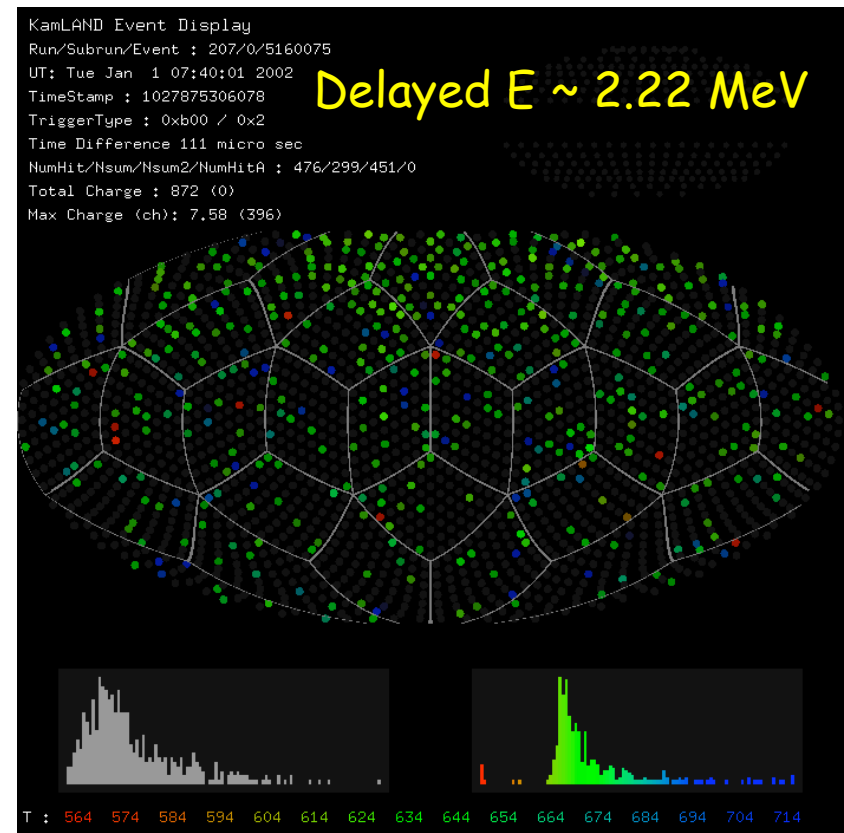 KamLAND Event Display
Run/Subrun/Event : 207/0/5160075
UT: Tue Jan  1 07:40:01 2002
Delayed E ~ 2.22 MeV
TimeStamp : 1027875306078
TriggerType : 0xb00 / 0x2
Time Difference 111 micro sec
NumHit/Nsum/Nsum2/NumHitA : 476/299/451/0
Total Charge : 872 (0)
Max Charge (ch): 7.58 (396)
T : 564 574 584 594 604 614 624 634 644 654 664 674 684 694 704 714